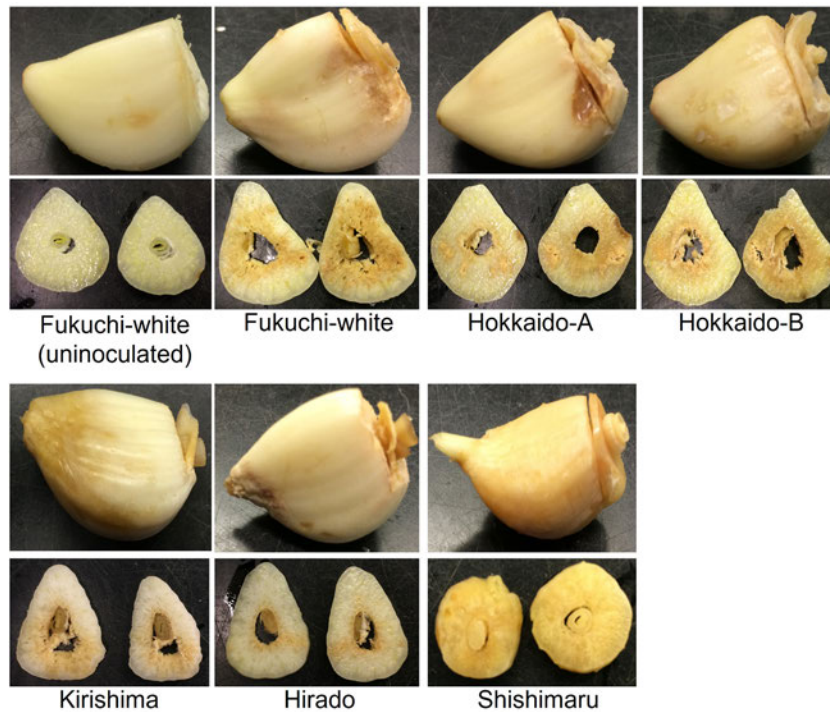 Fukuchi-white
(uninoculated)
Fukuchi-white
Hokkaido-A
Hokkaido-B
Kirishima
Hirado
Shishimaru